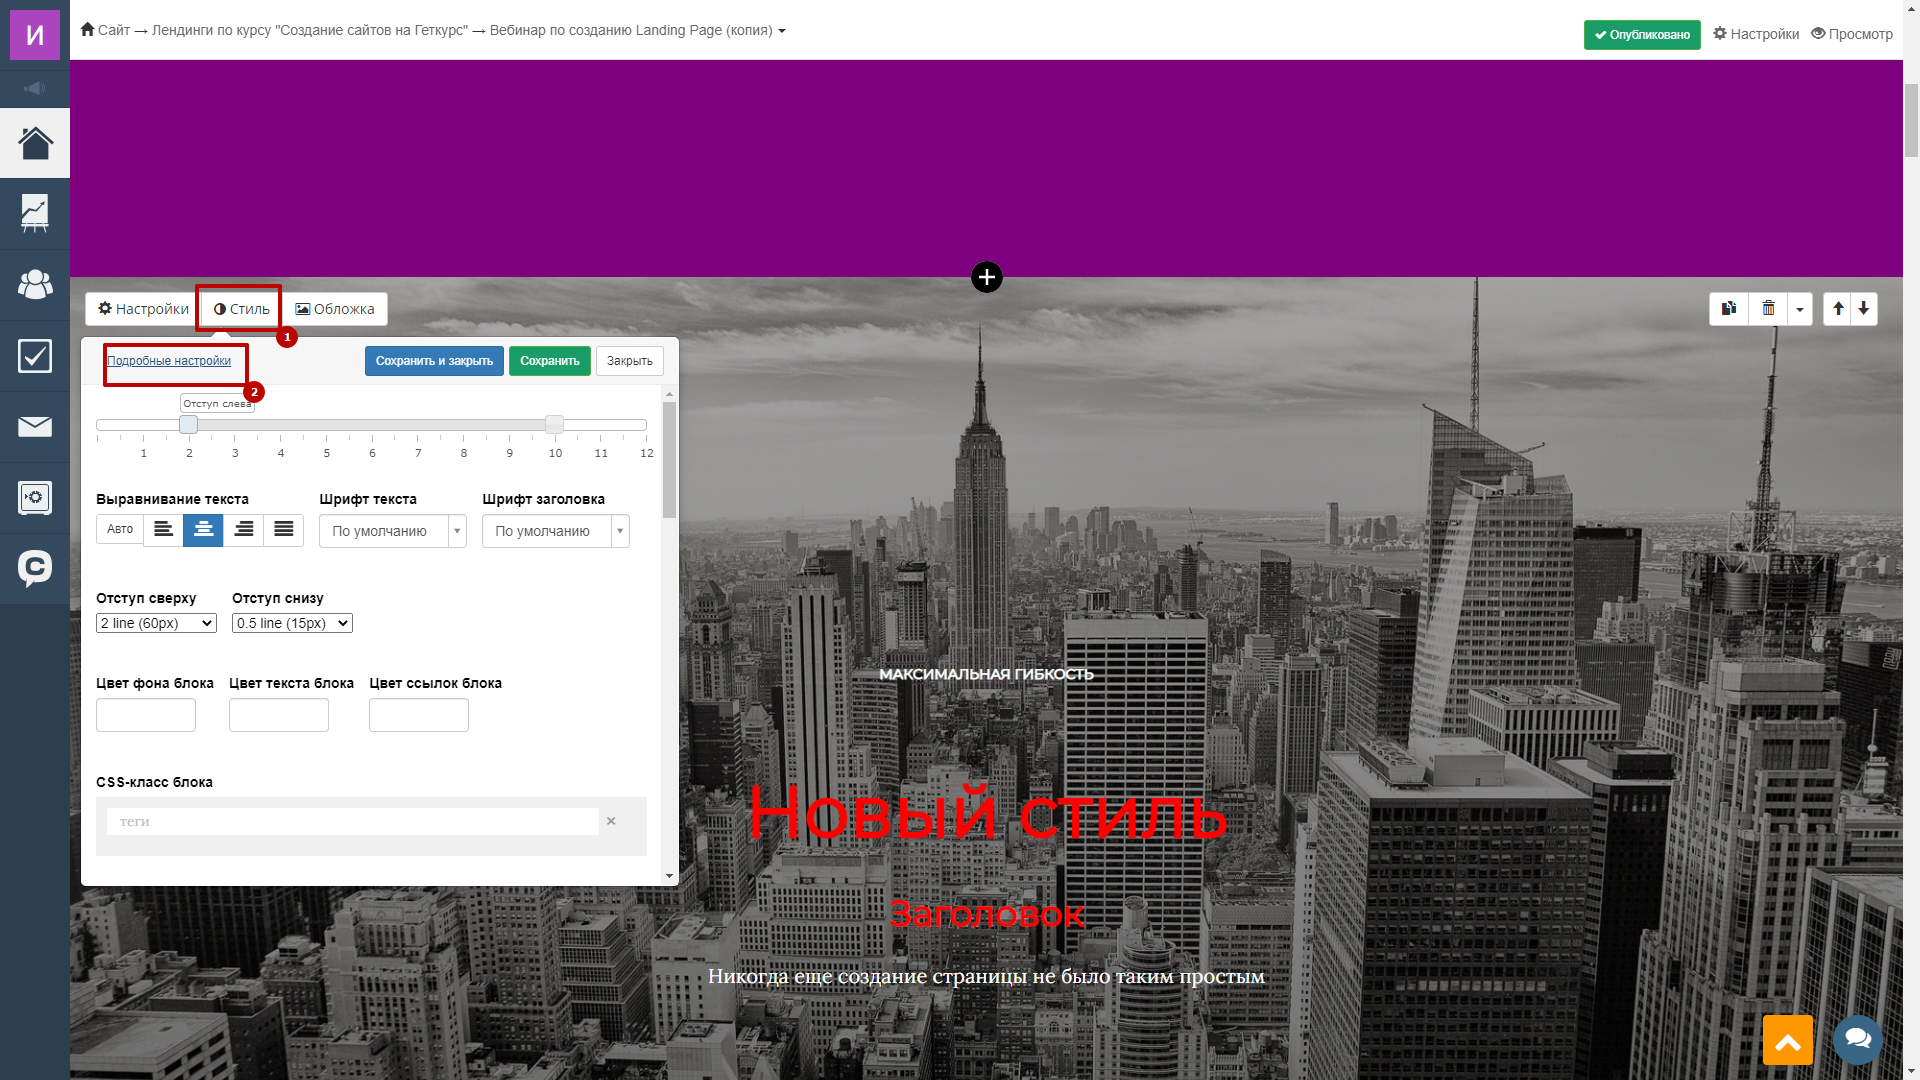 И
Сайт → Лендинги по курсу "Создание сайтов на Геткурс" → Вебинар по созданию Landing Page (копия)
Опубликовано Настройки Просмотр
Настройки Стиль Обложка
1
Подробные настройки Сохранить и закрыть Сохранить Закрыть
2
Отступ слева
1 2 3 4 5 6 7 8 9 10 11 12
Выравнивание текста Шрифт текста Шрифт заголовка
Авто По умолчанию По умолчанию
Отступ сверху Отступ снизу
2 line (60px) 0.5 line (15px)
Цвет фона блока Цвет текста блока Цвет ссылок блока
CSS-класс блока
теги
МАКСИМАЛЬНАЯ ГИБКОСТЬ
Новый стиль
Заголовок
Никогда еще создание страницы не было таким простым